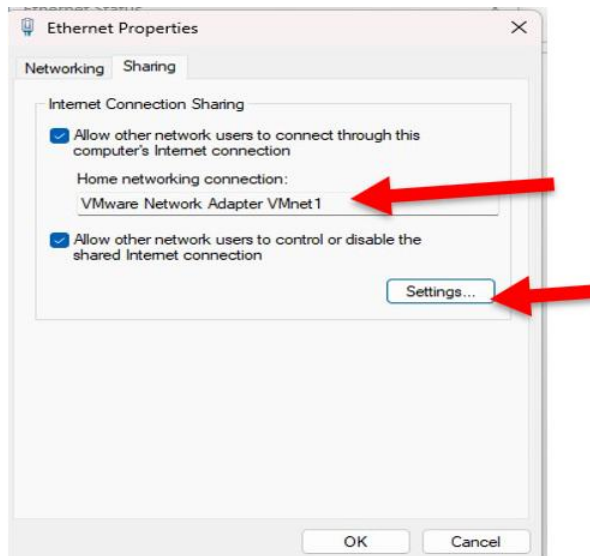 Ethernet Status
Ethernet Properties
Networking Sharing
Internet Connection Sharing
Allow other network users to connect through this
computer's Internet connection
Home networking connection:
VMware Network Adapter VMnet1
Allow other network users to control or disable the
shared Internet connection
Settings...
OK Cancel